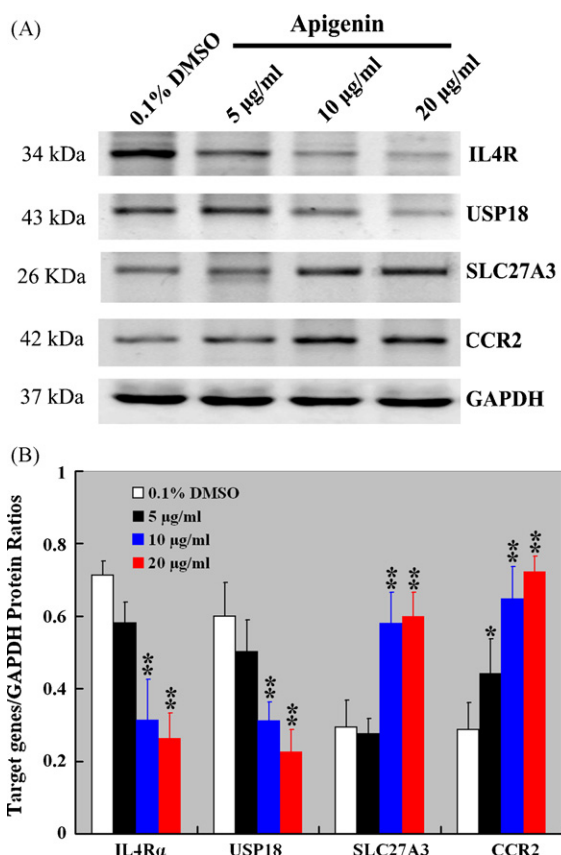 (A)
Apigenin
0.1% DMSO
5 µg/ml
10 µg/ml
20 µg/ml
34 kDa
IL4R
43 kDa
USP18
26 KDa
SLC27A3
42 kDa
CCR2
37 kDa
GAPDH
(B)
Target genes/GAPDH Protein Ratios
1
0.8
0.6
0.4
0.2
0
0.1% DMSO
5 µg/ml
10 µg/ml
20 µg/ml
**
**
**
**
**
**
*
**
**
IL4Rα USP18 SLC27A3 CCR2